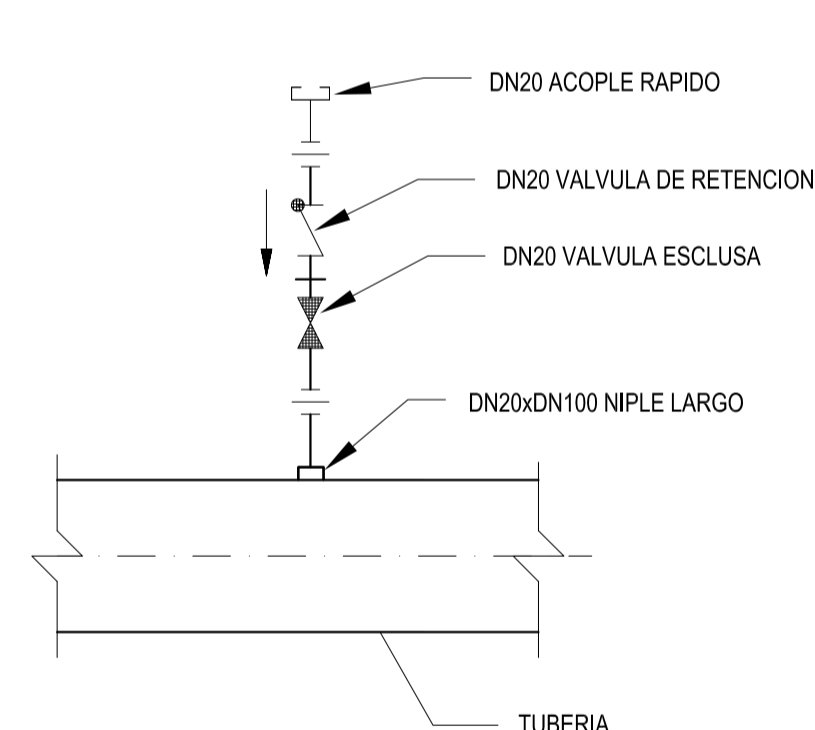 DN20 ACOPLE RAPIDO
DN20 VALVULA DE RETENCION
DN20 VALVULA ESCLUSA
DN20xDN100 NIPLE LARGO
TUBERIA